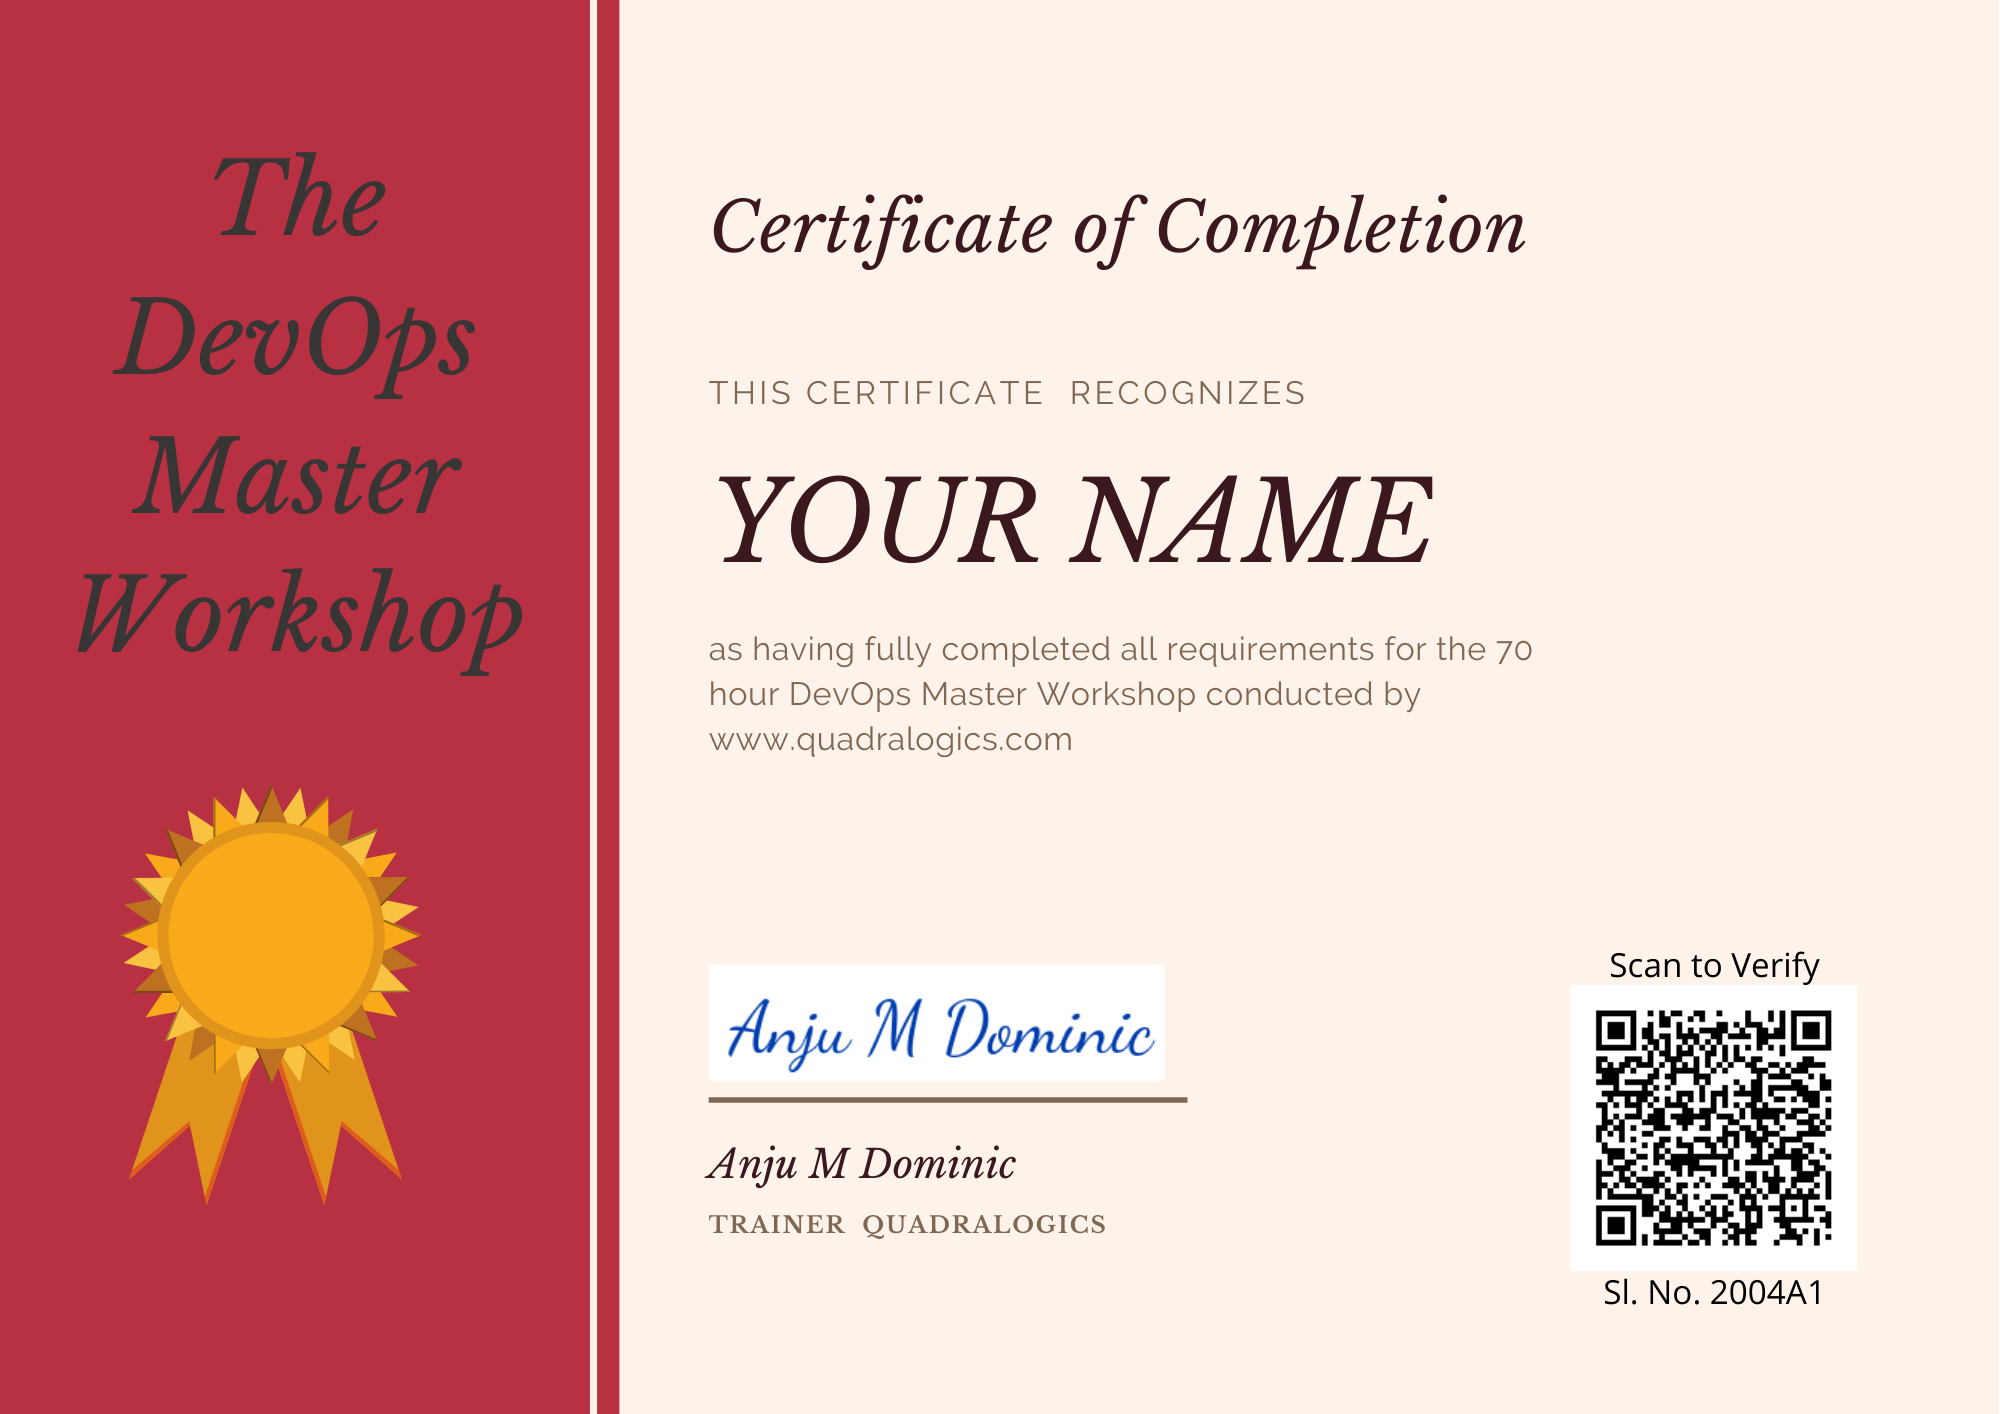 The
DevOps
Master
Workshop
Certificate of Completion
THIS CERTIFICATE RECOGNIZES
YOUR NAME
as having fully completed all requirements for the 70
hour DevOps Master Workshop conducted by
www.quadralogics.com
Anju M Dominic
Anju M Dominic
TRAINER QUADRALOGICS
Scan to Verify
Sl. No. 2004A1